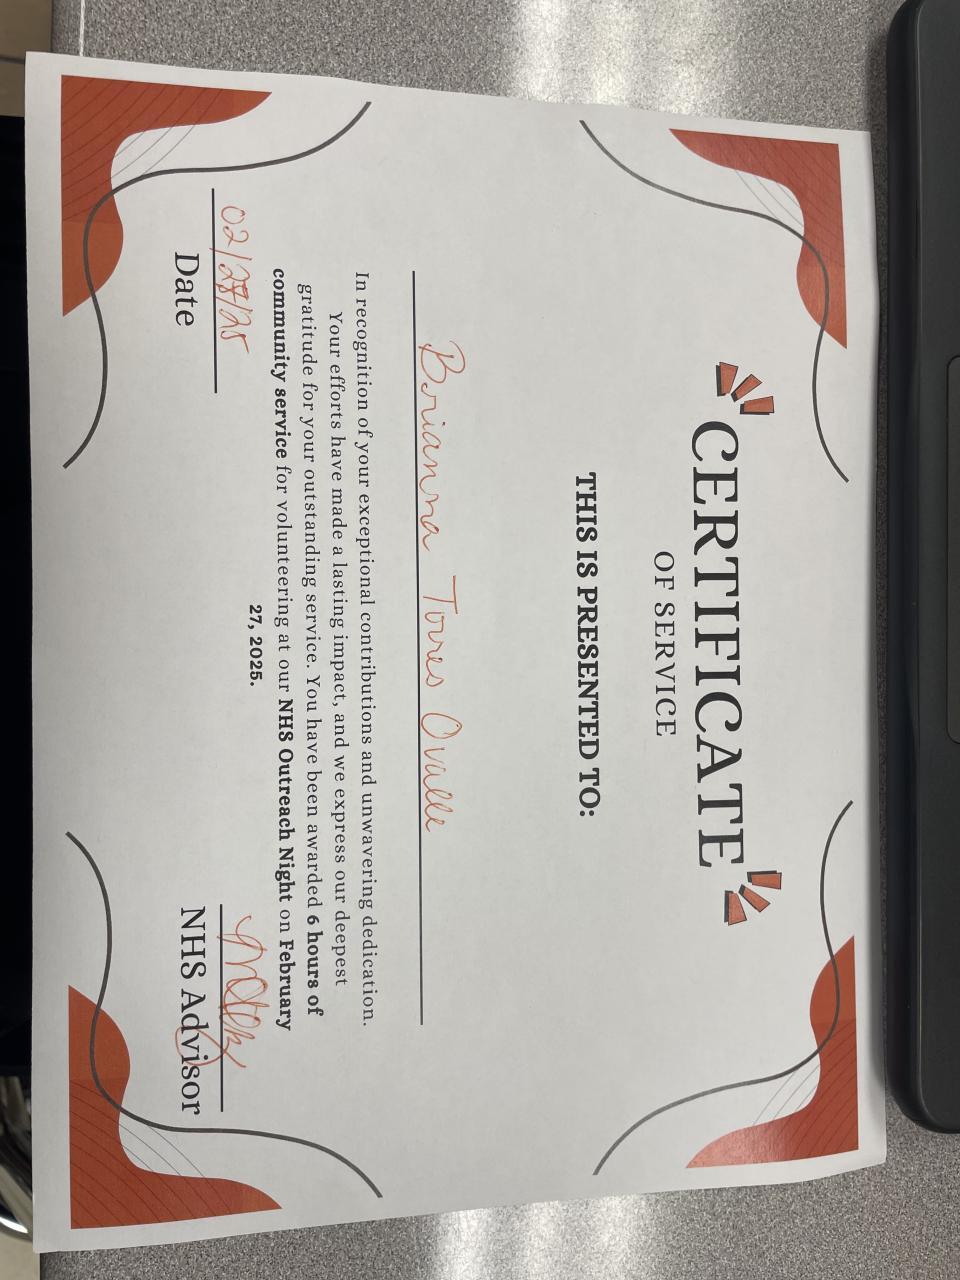 CERTIFICATE
OF SERVICE
THIS IS PRESENTED TO:
Brianna Torres Ovalle
In recognition of your exceptional contributions and unwavering dedication.
Your efforts have made a lasting impact, and we express our deepest
gratitude for your outstanding service. You have been awarded 6 hours of
community service for volunteering at our NHS Outreach Night on February
27, 2025.
02/27/25
Date
NHS Advisor